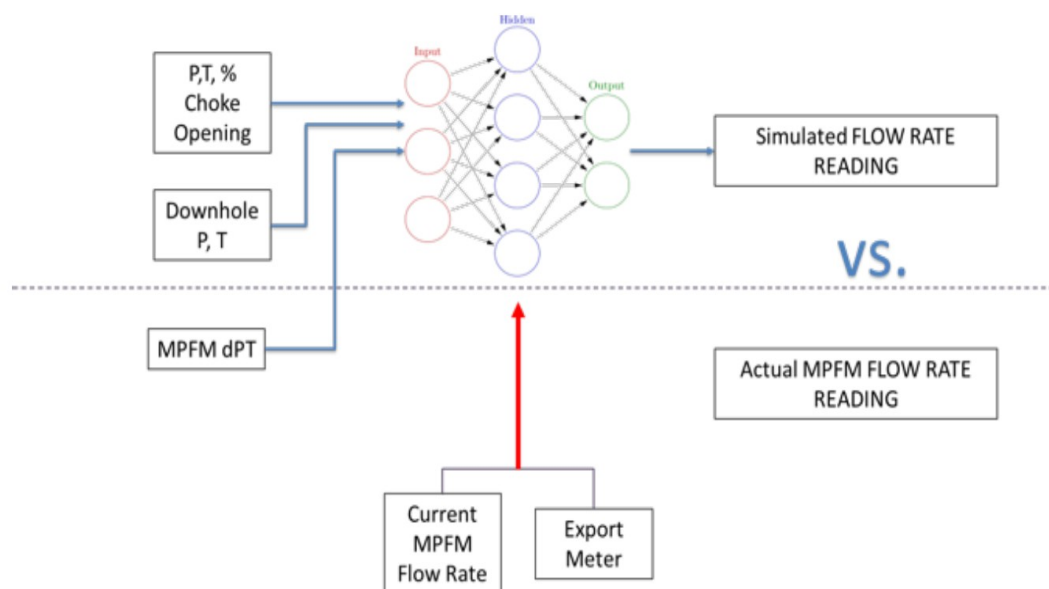 Hidden
Input
Output
P,T, %
Choke
Opening
Downhole
P, T
Simulated FLOW RATE
READING
VS.
MPFM dPT
Actual MPFM FLOW RATE
READING
Current
MPFM
Flow Rate
Export
Meter